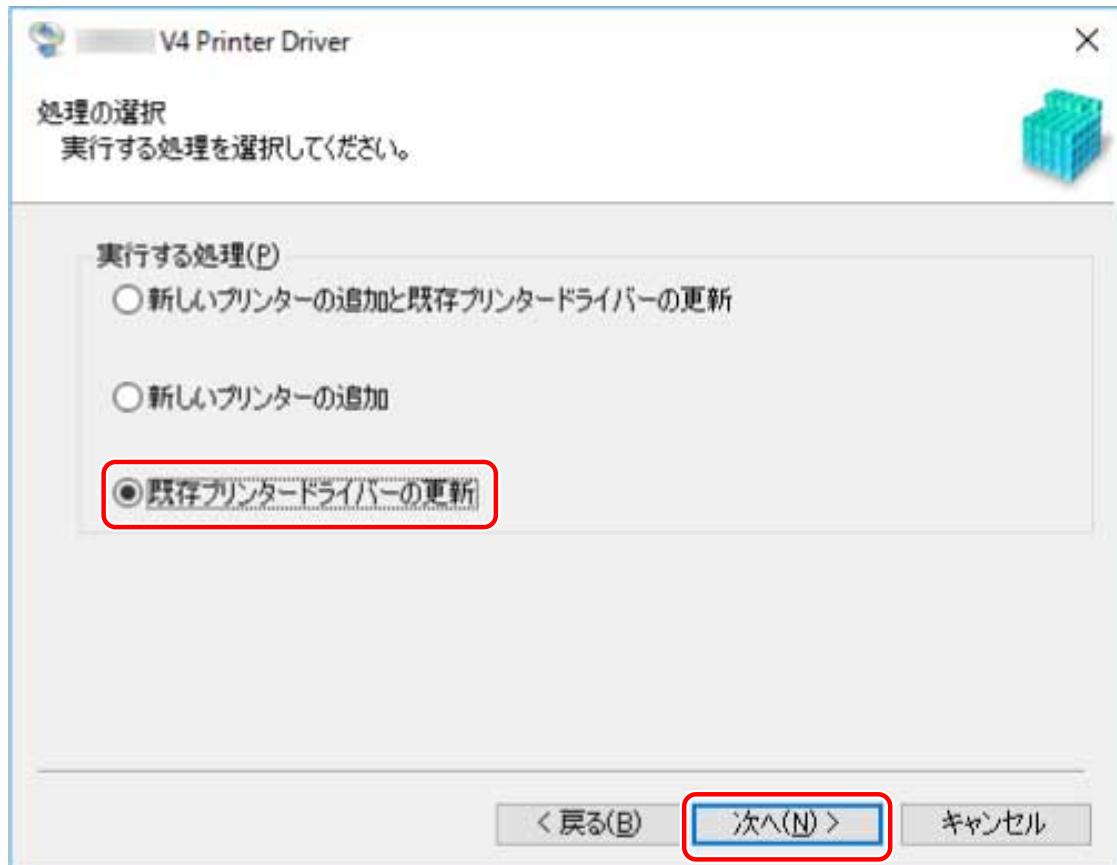 V4 Printer Driver
処理の選択
実行する処理を選択してください。
実行する処理(P)
新しいプリンターの追加と既存プリンタードライバーの更新
新しいプリンターの追加
既存プリンタードライバーの更新
< 戻る(B) 次へ(N) > キャンセル